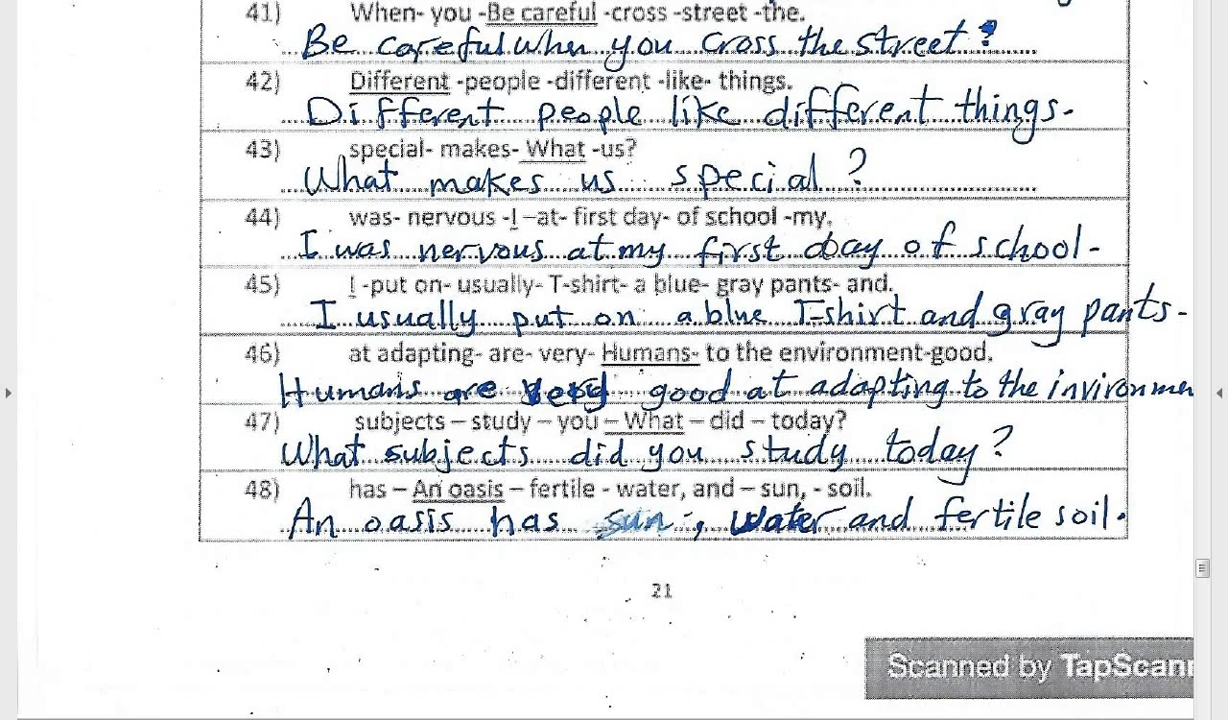 41) When- you -Be careful -cross -street -the.
Be careful when you cross the street?
42) Different -people -different -like- things.
Different people like different things.
43) special- makes- What -us?
What makes us special ?
44) was- nervous -I –at- first day- of school -my.
I was nervous at my first day of school.
45) I -put on- usually- T-shirt- a blue- gray pants- and.
I usually put on a blue T-shirt and gray pants.
46) at adapting- are- very- Humans- to the environment-good.
Humans are very good at adapting to the invironmen
47) subjects – study – you – What – did – today?
What subjects did you study today?
48) has – An oasis – fertile - water, and – sun, - soil.
An oasis has sun , water and fertile soil.
21
Scanned by TapScann